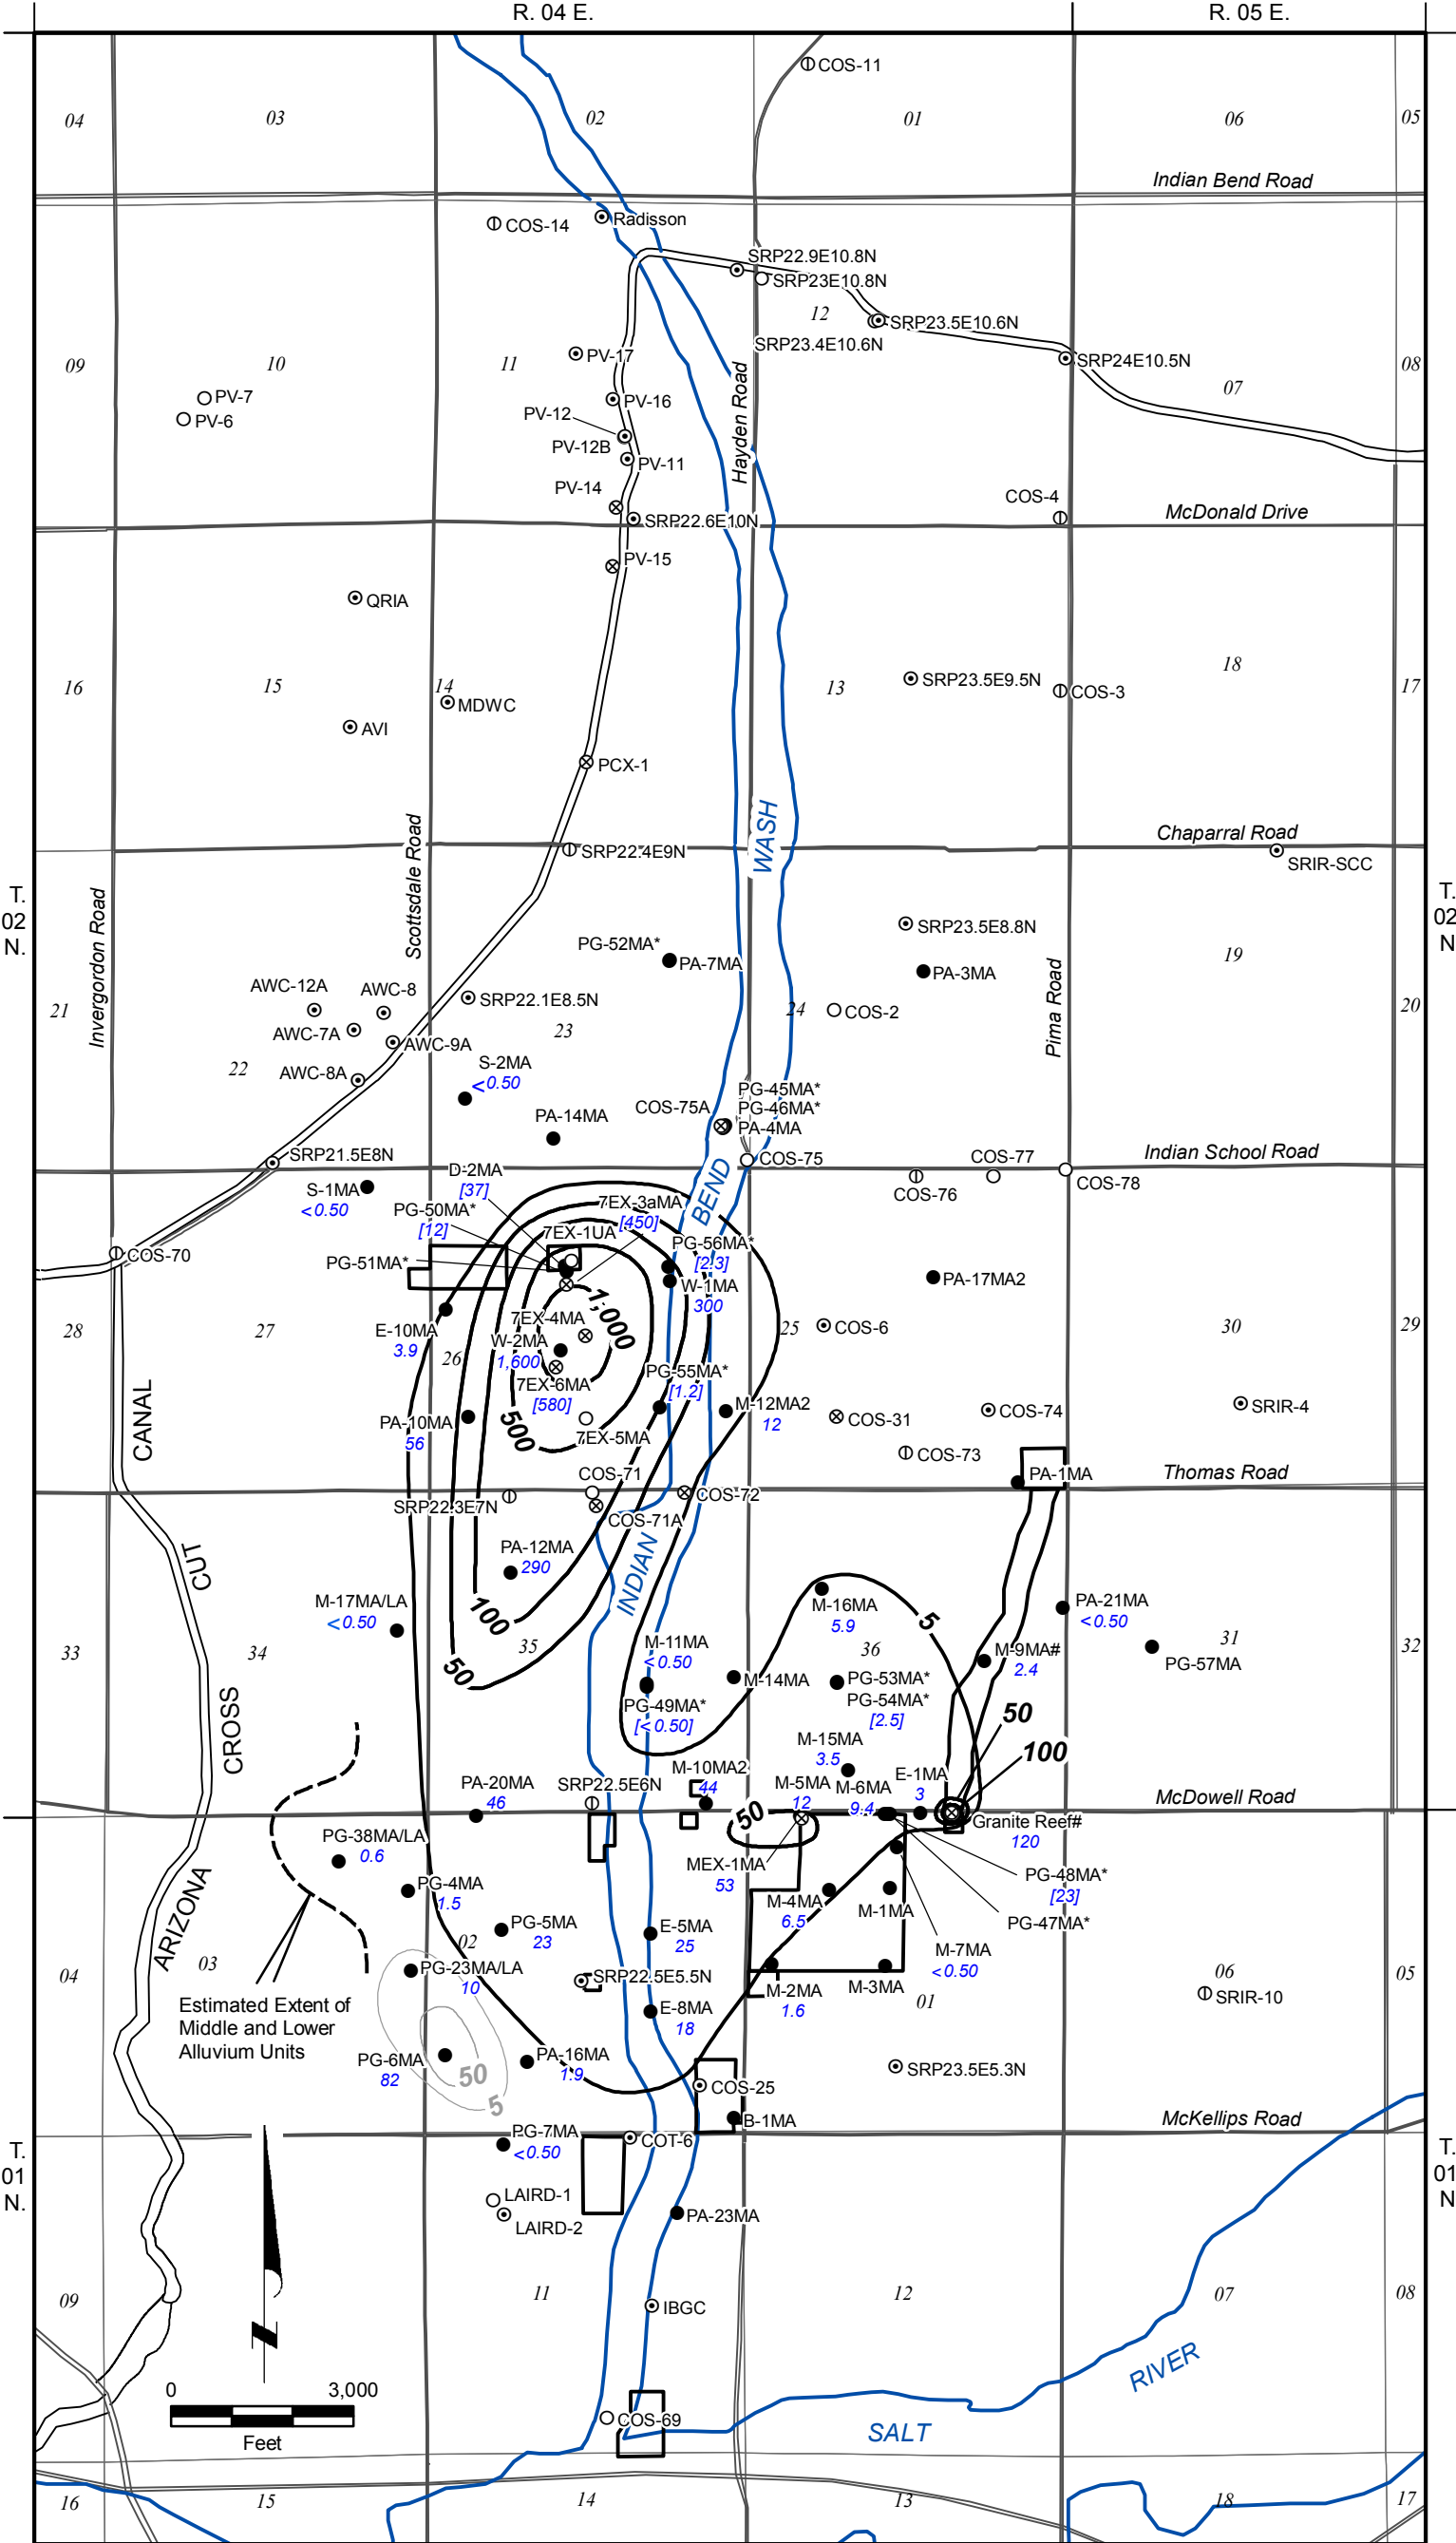 R. 04 E.
R. 05 E.
COS-11
04
03
02
01
06
05
Indian Bend Road
COS-14
Radisson
SRP22.9E10.8N
SRP23E10.8N
12
SRP23.5E10.6N
SRP23.4E10.6N
SRP24E10.5N
09
10
11
PV-17
Hayden Road
07
08
PV-7
PV-6
PV-16
PV-12
PV-12B
PV-11
PV-14
COS-4
SRP22.6E10N
McDonald Drive
PV-15
QRIA
16
15
14
MDWC
13
SRP23.5E9.5N
18
COS-3
17
AVI
PCX-1
WASH
Scottsdale Road
Chaparral Road
SRP22.4E9N
SRIR-SCC
T.
02
N.
T.
02
N
Invergordon Road
SRP23.5E8.8N
PG-52MA*
PA-7MA
PA-3MA
19
Pima Road
AWC-12A
AWC-8
SRP22.1E8.5N
21
24
COS-2
20
AWC-7A
AWC-9A
23
22
AWC-8A
S-2MA
<0.50
PG-45MA*
PG-46MA*
COS-75A
PA-4MA
PA-14MA
SRP21.5E8N
Indian School Road
COS-75
COS-77
COS-76
COS-78
D-2MA
[37]
S-1MA
<0.50
BEND
7EX-3aMA
[450]
PG-50MA*
[12]
7EX-1UA
PG-56MA*
[2.3]
COS-70
PG-51MA*
W-1MA
300
PA-17MA2
1,000
7EX-4MA
28
27
E-10MA
3.9
26
W-2MA
1,600
25
COS-6
30
29
7EX-6MA
[580]
PG-55MA*
[1.2]
CANAL
PA-10MA
56
500
M-12MA2
12
COS-31
COS-74
SRIR-4
7EX-5MA
COS-73
COS-71
PA-1MA
Thomas Road
SRP22.3E7N
COS-72
COS-71A
CUT
PA-12MA
290
INDIAN
M-17MA/LA
<0.50
100
M-16MA
5.9
5
PA-21MA
<0.50
33
34
35
50
M-11MA
<0.50
36
M-9MA#
2.4
31
32
PG-57MA
M-14MA
PG-53MA*
PG-54MA*
[2.5]
PG-49MA*
[<0.50]
CROSS
50
M-15MA
3.5
100
PA-20MA
46
SRP22.5E6N
M-10MA2
44
M-5MA
12
M-6MA
9.4
E-1MA
3
McDowell Road
50
Granite Reef#
120
PG-38MA/LA
0.6
MEX-1MA
53
PG-48MA*
[23]
PG-4MA
1.5
M-4MA
6.5
M-1MA
PG-47MA*
ARIZONA
PG-5MA
23
E-5MA
25
M-7MA
<0.50
04
03
02
PG-23MA/LA
10
SRP22.5E5.5N
M-2MA
1.6
M-3MA
01
06
05
SRIR-10
Estimated Extent of
Middle and Lower
Alluvium Units
E-8MA
18
PG-6MA
82
50
5
PA-16MA
1.9
SRP23.5E5.3N
COS-25
B-1MA
McKellips Road
PG-7MA
<0.50
COT-6
T.
01
N.
T.
01
N
LAIRD-1
LAIRD-2
PA-23MA
09
11
IBGC
12
07
08
N
RIVER
0
3,000
Feet
COS-69
SALT
16
15
14
13
18
17